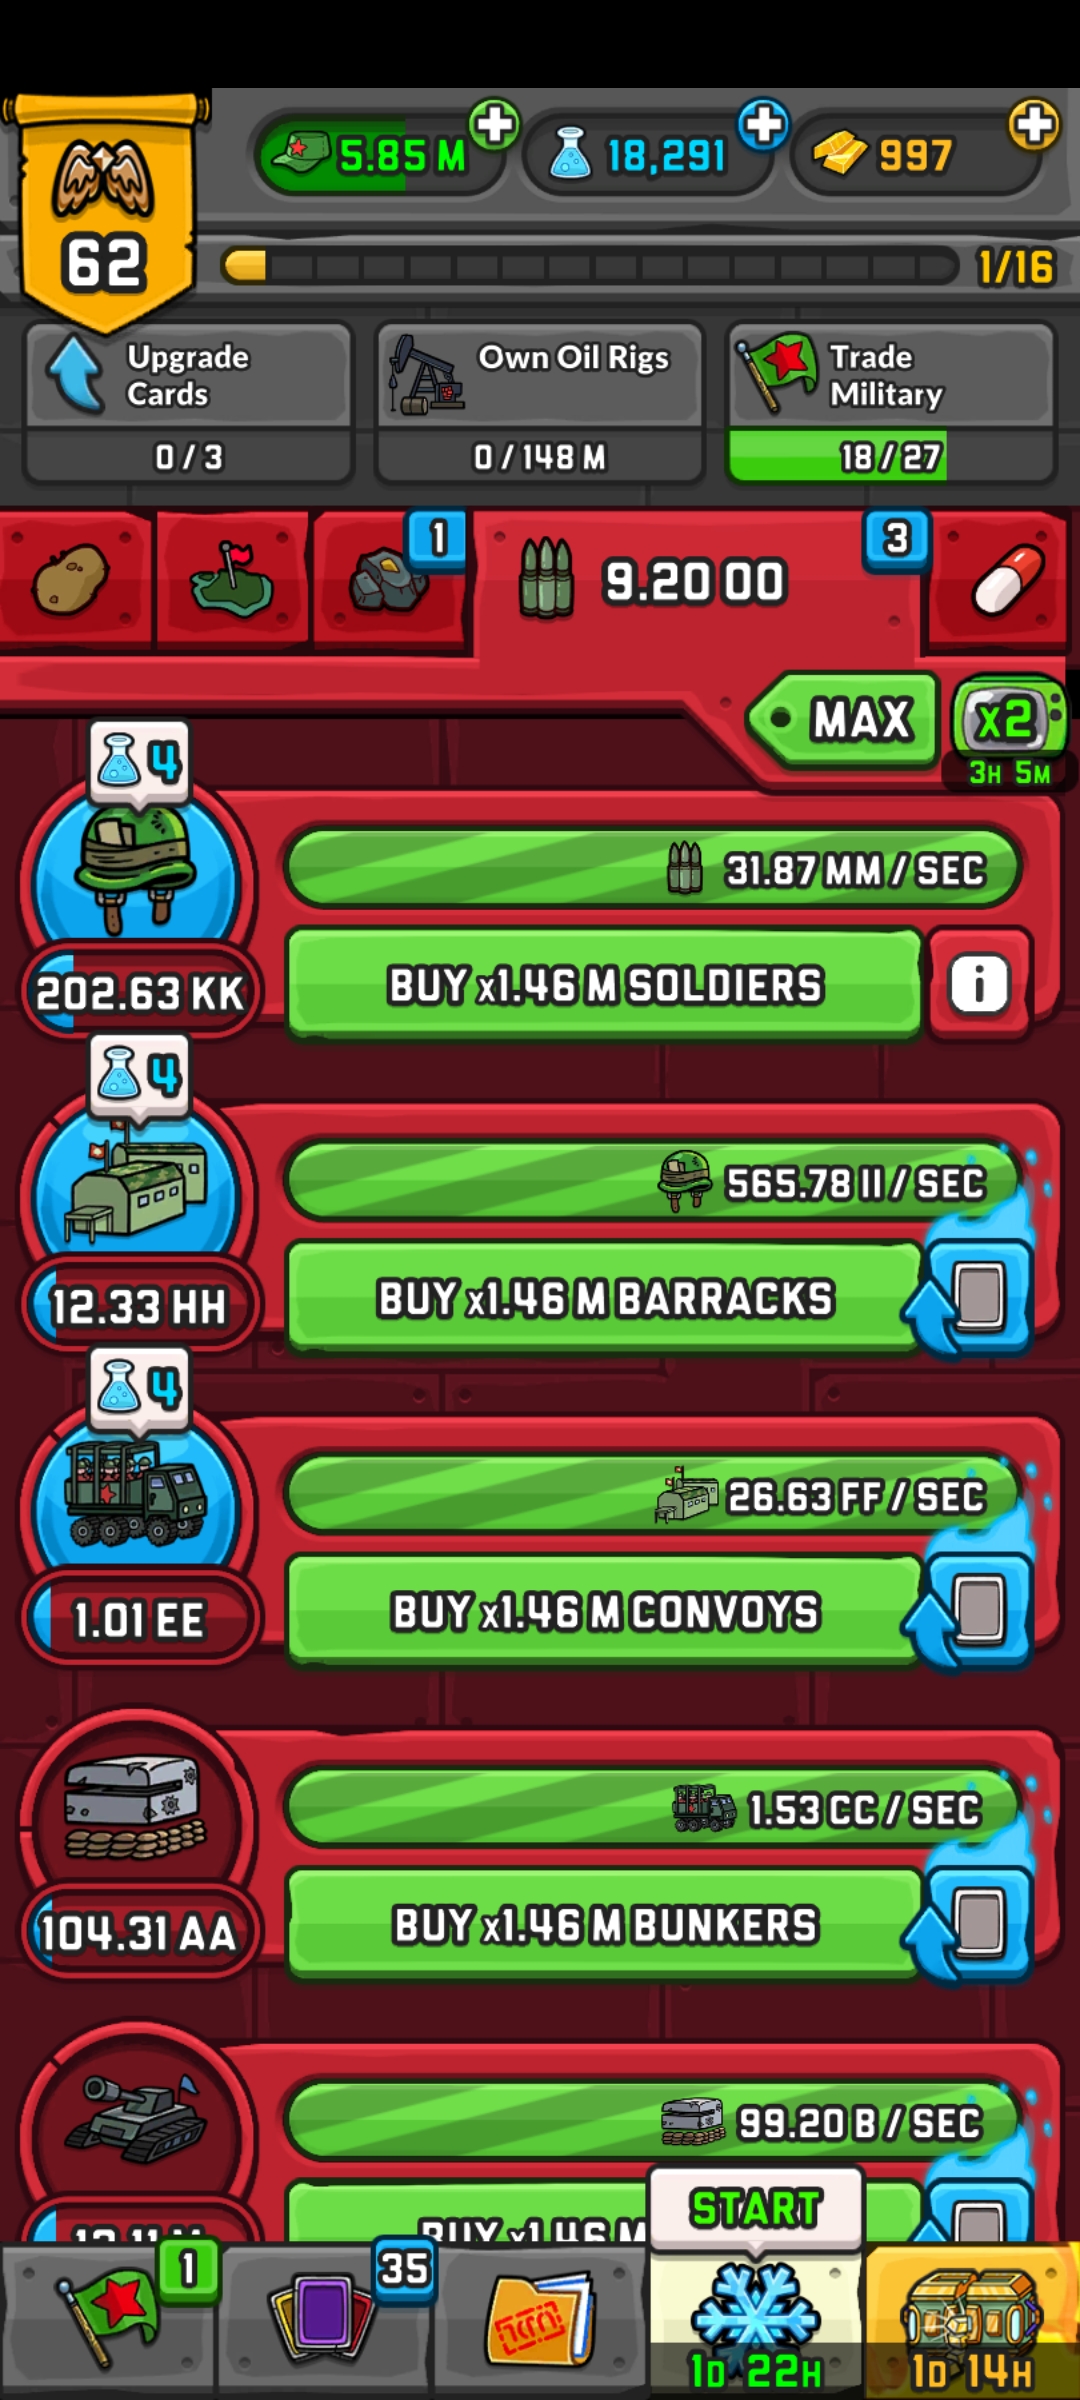 5.85 M
18,291
997
62
1/16
Upgrade
Cards
0 / 3
Own Oil Rigs
0 / 148 M
Trade
Military
18 / 27
1
9.20 OO
3
MAX
x2
3H 5M
4
31.87 MM / SEC
202.63 KK
BUY x1.46 M SOLDIERS
i
4
565.78 II / SEC
12.33 HH
BUY x1.46 M BARRACKS
4
26.63 FF / SEC
1.01 EE
BUY x1.46 M CONVOYS
1.53 CC / SEC
104.31 AA
BUY x1.46 M BUNKERS
99.20 B / SEC
BUY x1.46 M
START
1
35
1D 22H
1D 14H